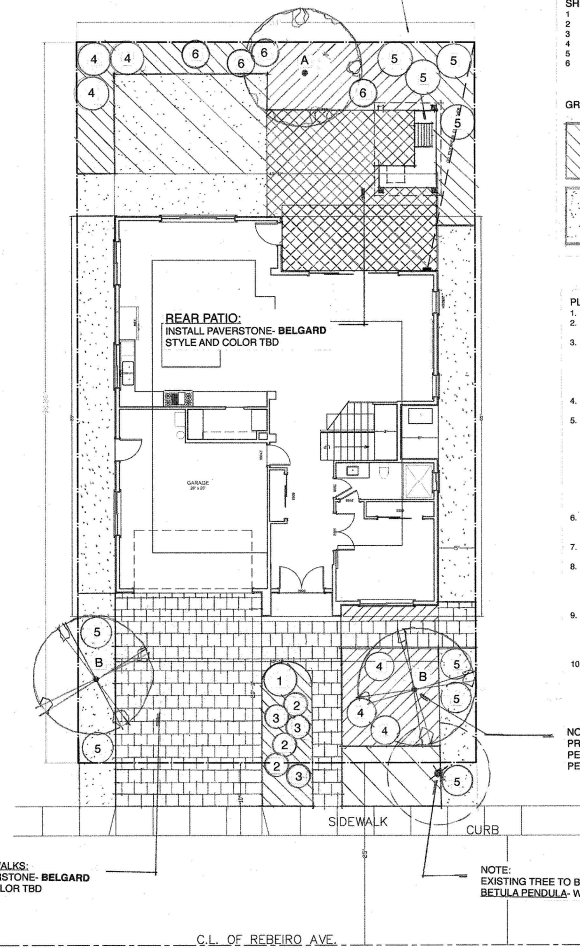 SH
1
2
3
4
5
6
GR
4
4
6
6
6
A
5
5
5
4
6
5
REAR PATIO:
INSTALL PAVERSTONE- BELGARD
STYLE AND COLOR TBD
GARAGE
20' x 20'
PL
1.
2.
3.
4.
5.
6.
7.
8.
9.
10
5
B
5
1
2
3
3
2
2
3
4
5
B
5
4
4
5
NO
PR
PE
PE
SIDEWALK
CURB
WALKS:
STONE- BELGARD
LOR TBD
NOTE:
EXISTING TREE TO B
BETULA PENDULA- W
C.L. OF REBEIRO AVE.